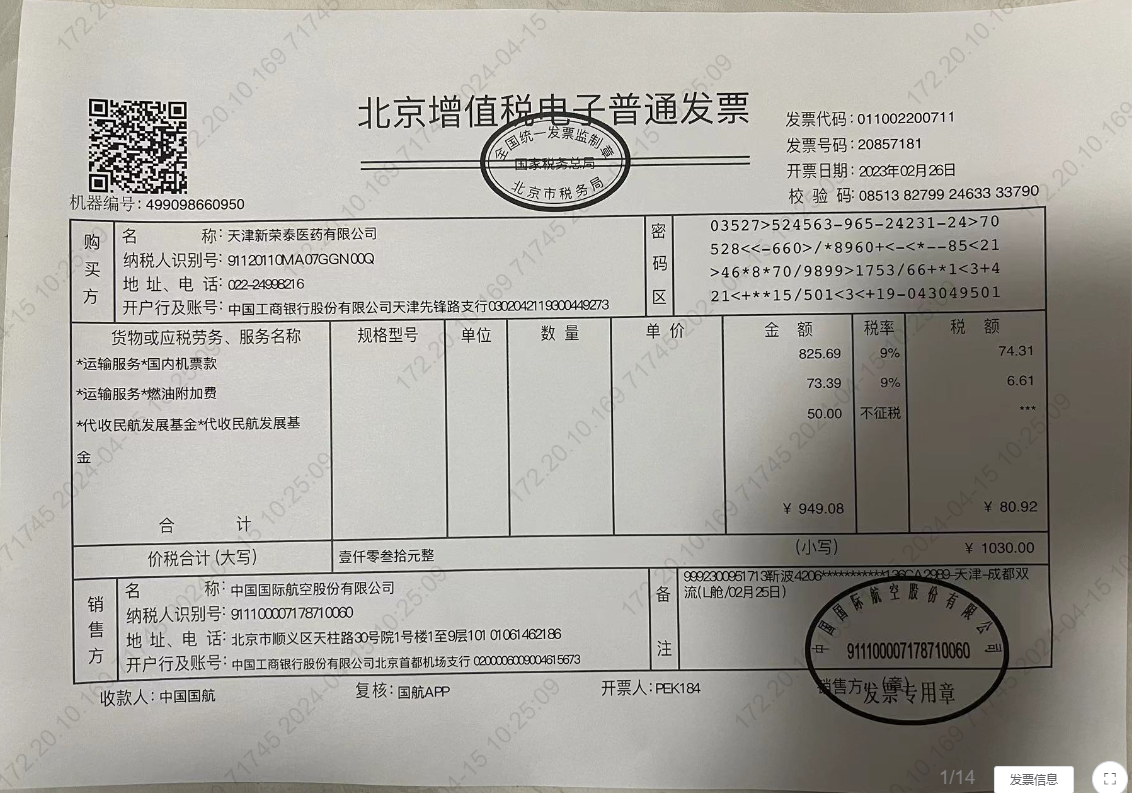 北京增值税电子普通发票
全国统一发票监制章
国家税务总局
北京市税务局
发票代码: 011002200711
发票号码: 20857181
开票日期: 2023年02月26日
校 验 码: 08513 82799 24633 33790
机器编号: 499098660950
购买方
名 称: 天津新荣泰医药有限公司
纳税人识别号: 91120110MA07GGN00Q
地 址、电 话: 022-24998216
开户行及账号: 中国工商银行股份有限公司天津先锋路支行0302042119300449273
密码区
03527>524563-965-24231-24>70
528<<-660>/*8960+<-<*--85<21
>46*8*70/9899>1753/66+*1<3+4
21<+**15/501<3<+19-043049501
货物或应税劳务、服务名称 规格型号 单位 数 量 单 价 金 额 税率 税 额
*运输服务*国内机票款 825.69 9% 74.31
*运输服务*燃油附加费 73.39 9% 6.61
*代收民航发展基金*代收民航发展基 50.00 不征税 ***
金
合 计 ¥ 949.08 ¥ 80.92
价税合计 (大写) 壹仟零叁拾元整 (小写) ¥ 1030.00
销售方
名 称: 中国国际航空股份有限公司
纳税人识别号: 911100007178710060
地 址、电 话: 北京市顺义区天柱路30号院1号楼1至9层101 01061462186
开户行及账号: 中国工商银行股份有限公司北京首都机场支行 0200006009004615673
备注
9992300951713靳波4206***********136CA2989-天津-成都双
流(L舱/02月25日)
中国国际航空股份有限公司
911100007178710060
发票专用章
收款人: 中国国航
复核: 国航APP
开票人: PEK184
销售方: (章)
172.20.10.169 71745 2024-04-15 10:25:09
1/14
发票信息